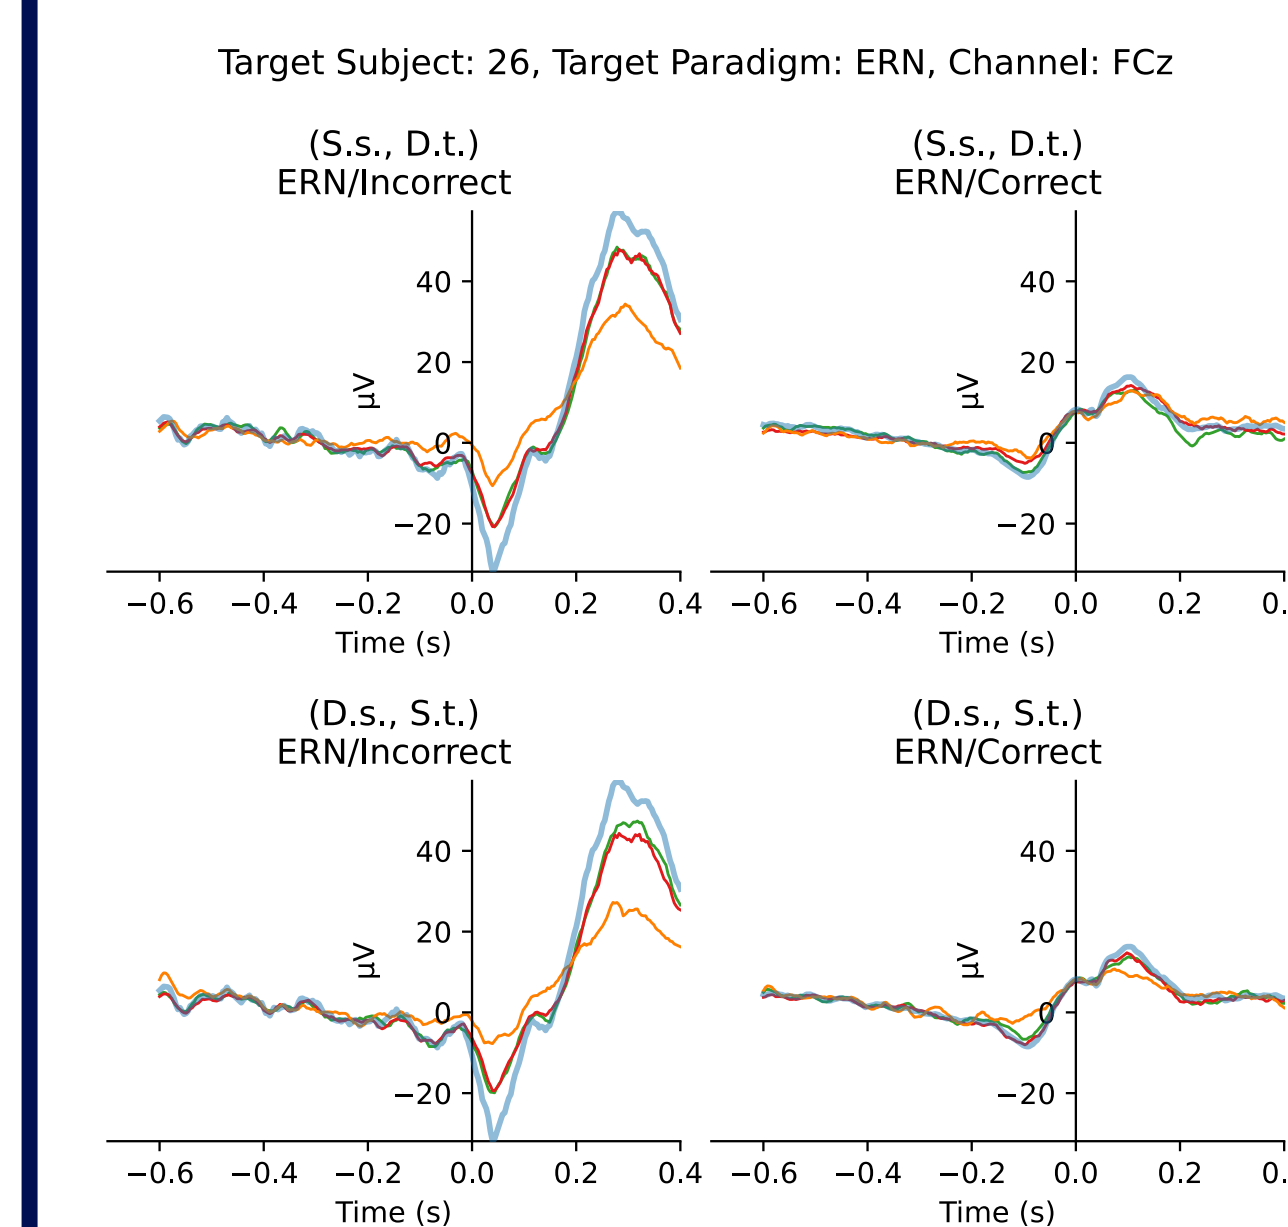 Target Subject: 26, Target Paradigm: ERN, Channel: FCz
(S.s., D.t.)
ERN/Incorrect
µV
40
20
0
−20
−0.6 −0.4 −0.2 0.0 0.2 0.4
Time (s)
(S.s., D.t.)
ERN/Correct
µV
40
20
0
−20
−0.6 −0.4 −0.2 0.0 0.2 0.
Time (s)
(D.s., S.t.)
ERN/Incorrect
µV
40
20
0
−20
−0.6 −0.4 −0.2 0.0 0.2 0.4
Time (s)
(D.s., S.t.)
ERN/Correct
µV
40
20
0
−20
−0.6 −0.4 −0.2 0.0 0.2 0.
Time (s)